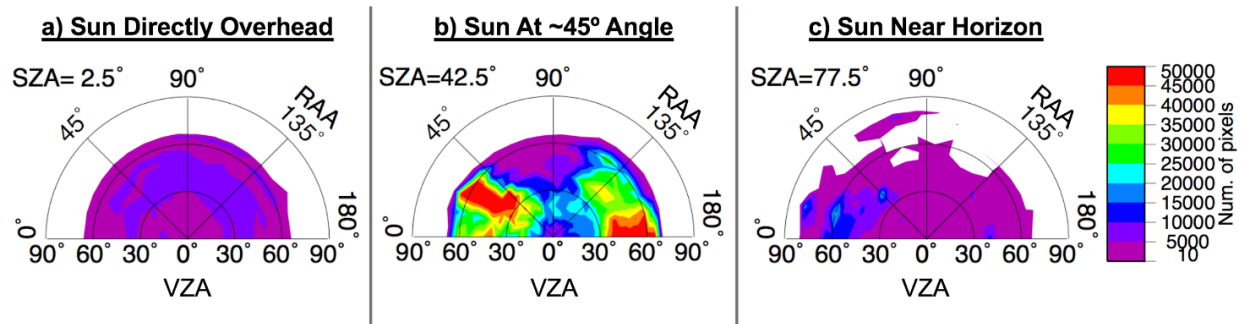 a) Sun Directly Overhead
SZA= 2.5°
90°
45°
RAA
135°
0°
180°
90° 60° 30° 0° 30° 60° 90°
VZA
b) Sun At ~45º Angle
SZA=42.5°
90°
45°
RAA
135°
0°
180°
90° 60° 30° 0° 30° 60° 90°
VZA
c) Sun Near Horizon
SZA=77.5°
90°
45°
RAA
135°
0°
180°
90° 60° 30° 0° 30° 60° 90°
VZA
50000
45000
40000
35000
30000
25000
20000
15000
10000
5000
10
Num. of pixels